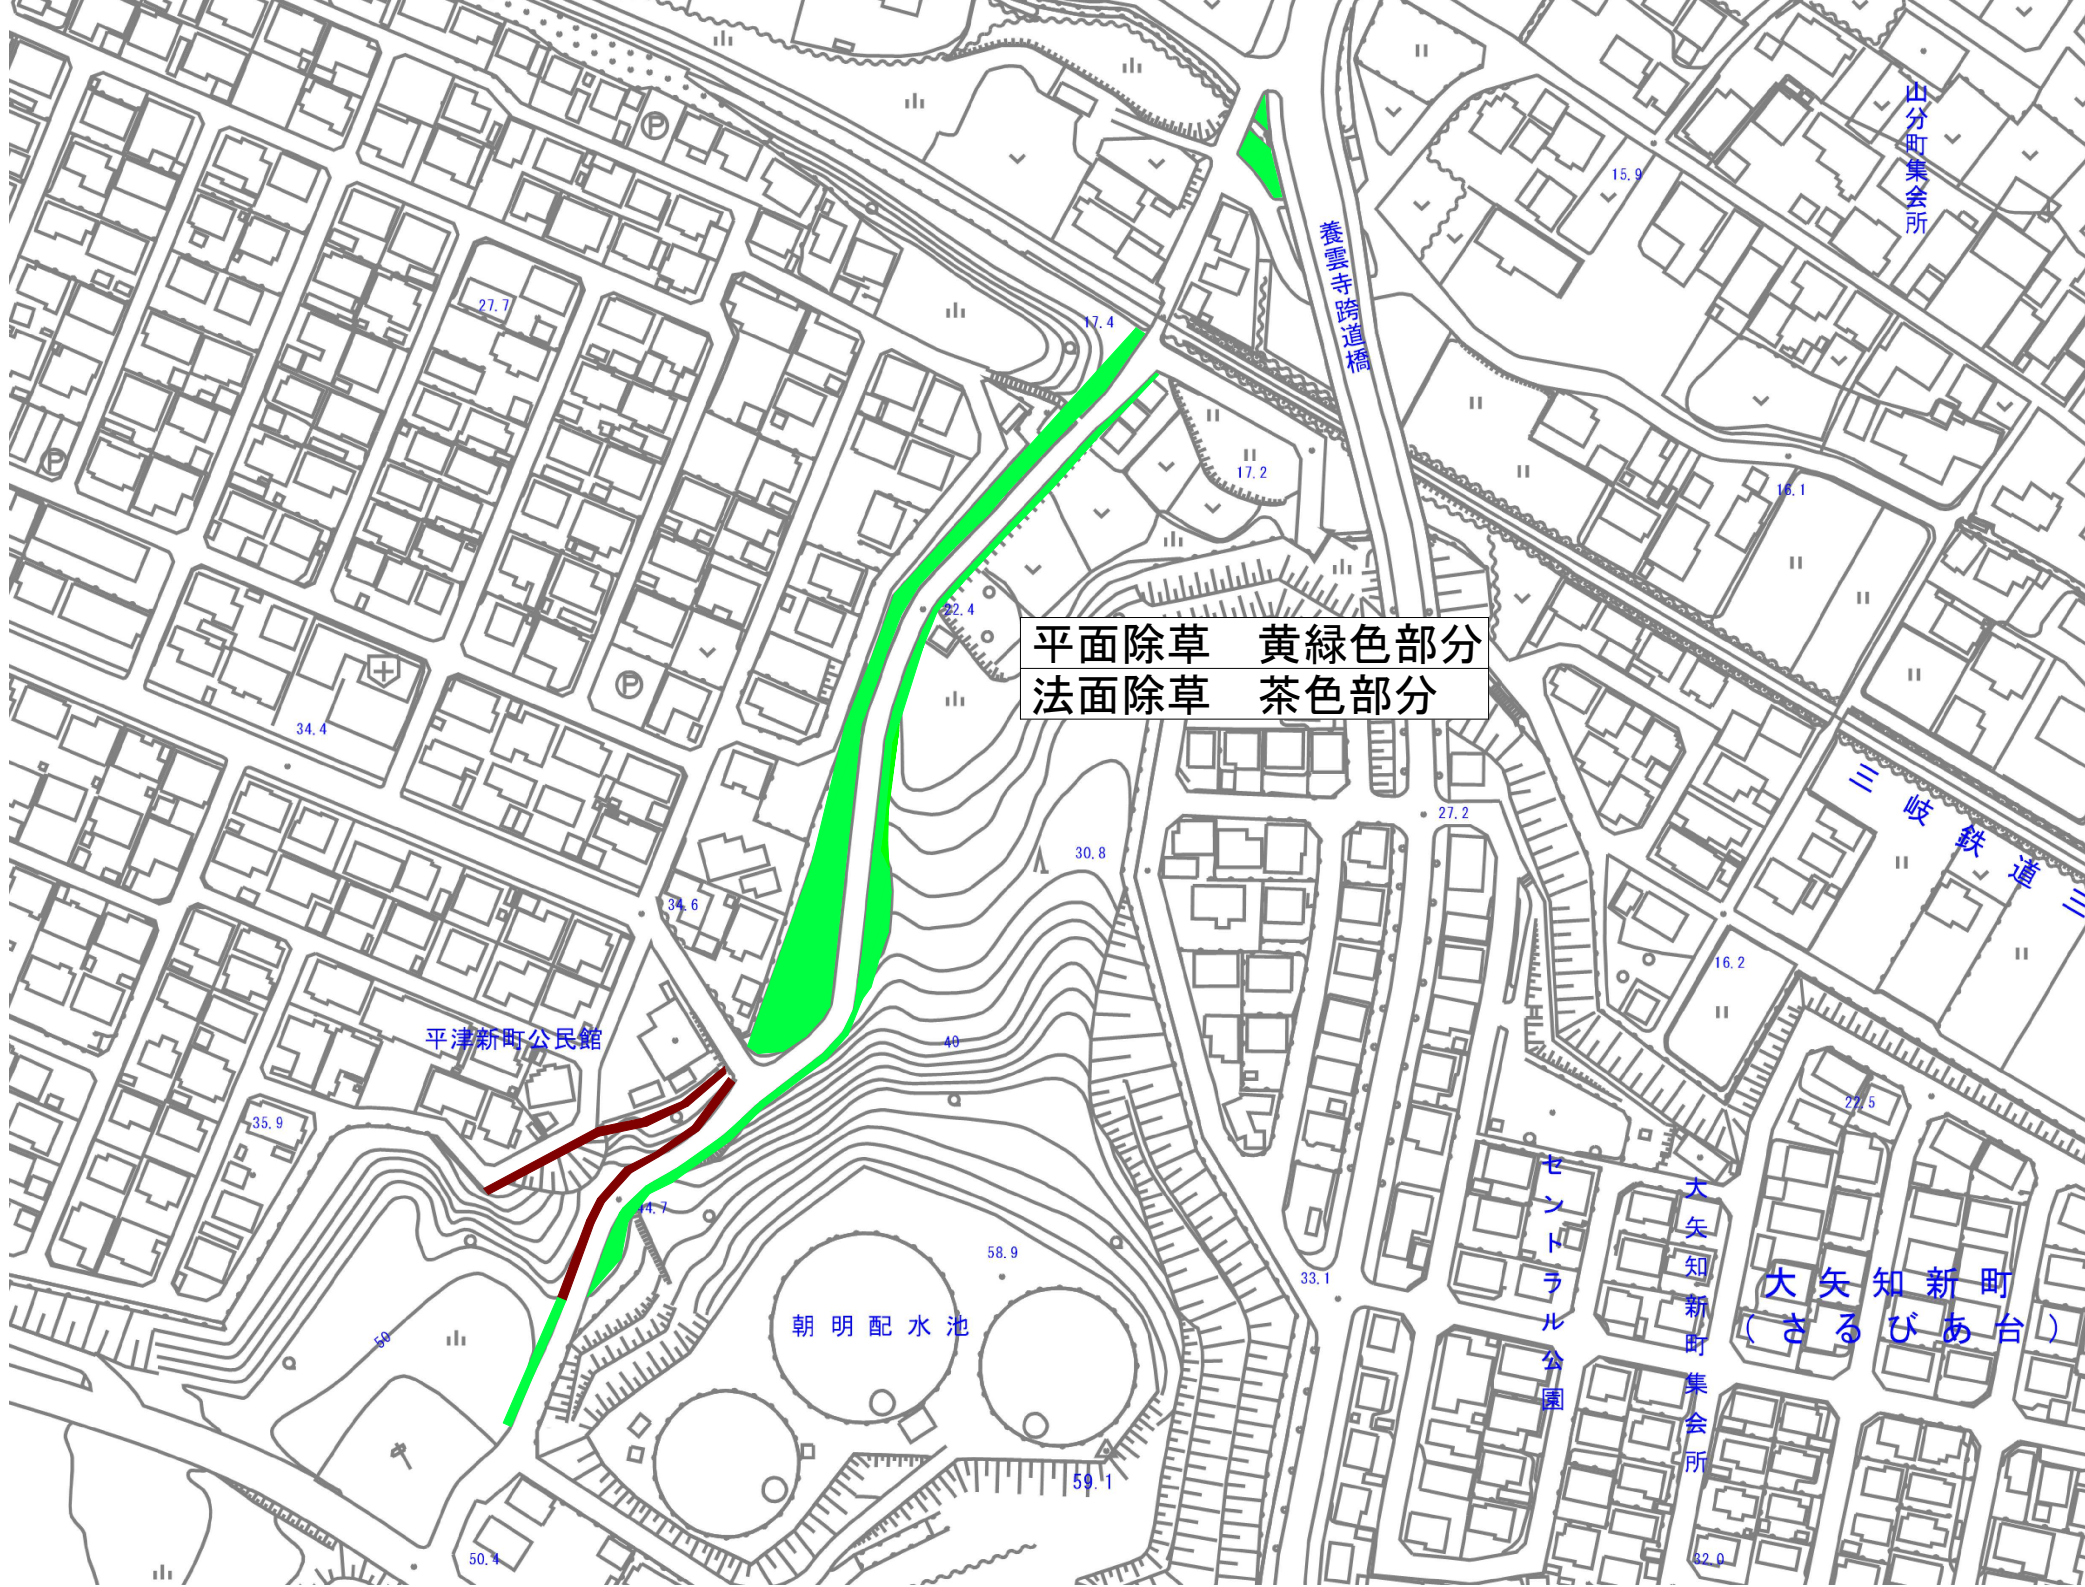 山分町集会所
15.9
養雲寺跨道橋
27.7
17.4
17.2
16.1
22.4
平面除草 黄緑色部分
法面除草 茶色部分
34.4
三岐鉄道三
27.2
30.8
34.6
16.2
平津新町公民館
40
35.9
22.5
セントラル公園
大矢知新町集会所
44.7
58.9
33.1
大矢知新町
(さるびあ台)
朝明配水池
50
59.1
50.4
32.0
P
P
P